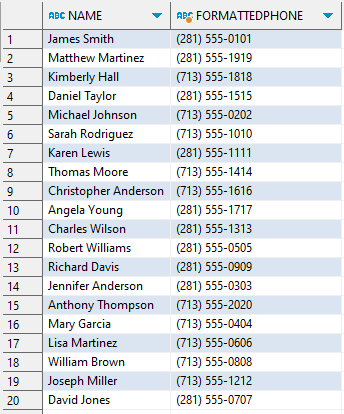 ABC NAME ABC FORMATTEDPHONE
1 James Smith (281) 555-0101
2 Matthew Martinez (281) 555-1919
3 Kimberly Hall (713) 555-1818
4 Daniel Taylor (281) 555-1515
5 Michael Johnson (713) 555-0202
6 Sarah Rodriguez (713) 555-1010
7 Karen Lewis (281) 555-1111
8 Thomas Moore (713) 555-1414
9 Christopher Anderson (713) 555-1616
10 Angela Young (281) 555-1717
11 Charles Wilson (281) 555-1313
12 Robert Williams (281) 555-0505
13 Richard Davis (281) 555-0909
14 Jennifer Anderson (281) 555-0303
15 Anthony Thompson (713) 555-2020
16 Mary Garcia (713) 555-0404
17 Lisa Martinez (713) 555-0606
18 William Brown (713) 555-0808
19 Joseph Miller (713) 555-1212
20 David Jones (281) 555-0707